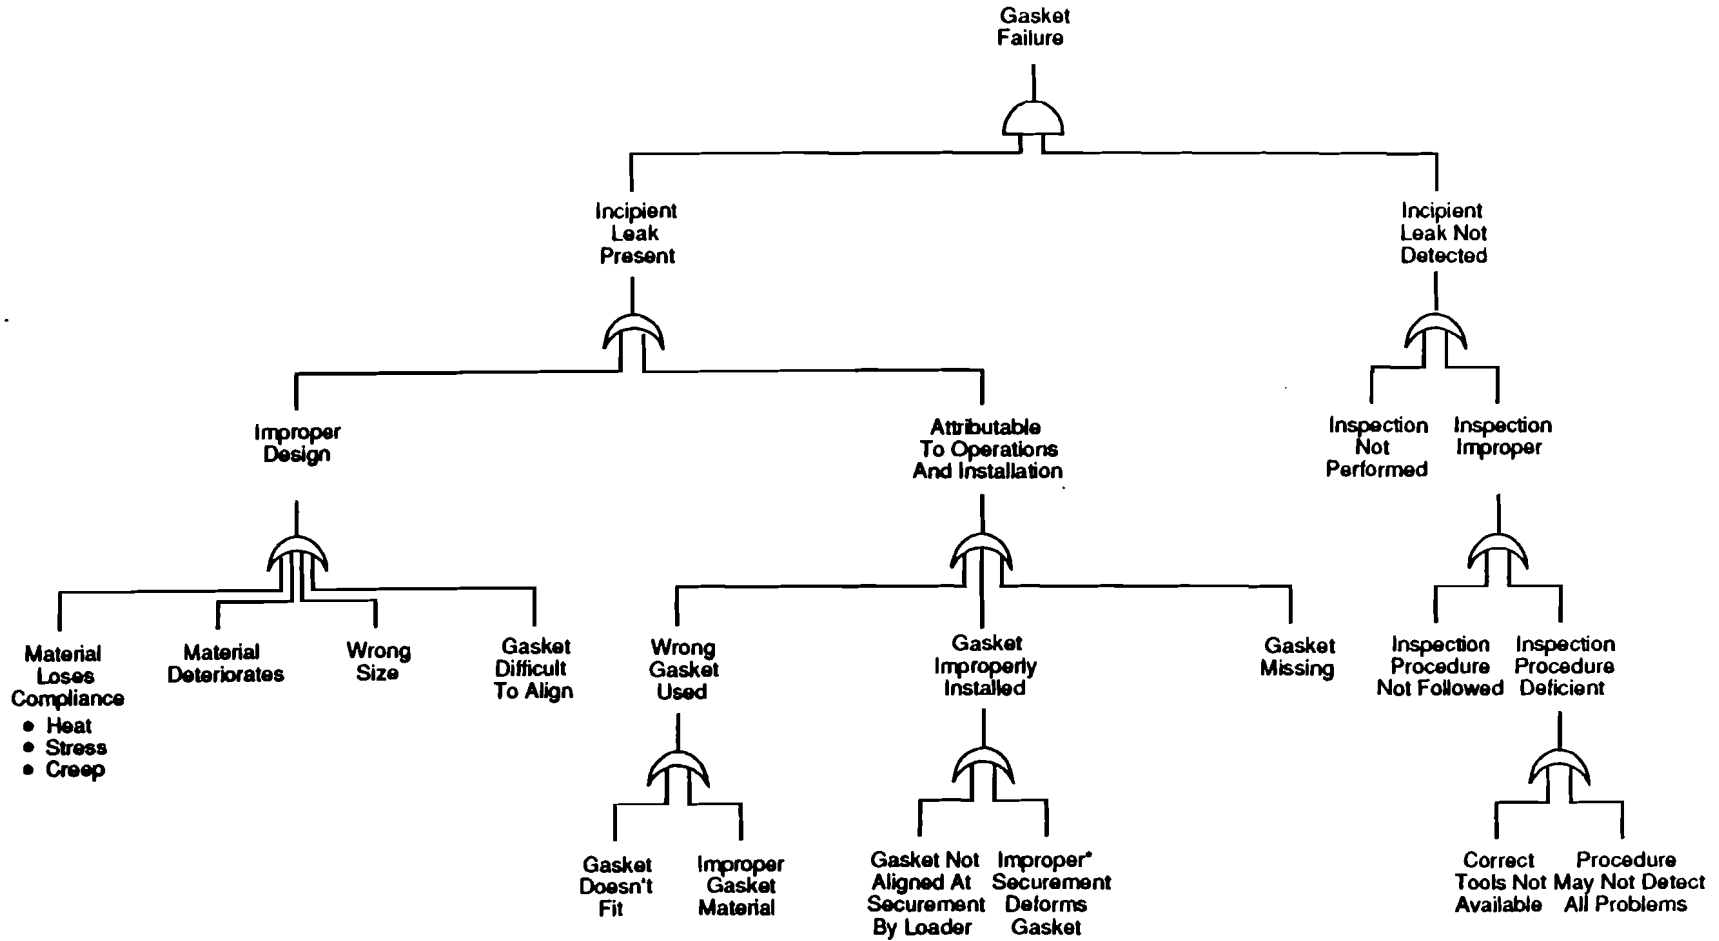 Gasket
Failure
Incipient
Leak
Present
Incipient
Leak Not
Detected
Improper
Design
Attributable
To Operations
And Installation
Inspection
Not
Performed
Inspection
Improper
Material
Loses
Compliance
• Heat
• Stress
• Creep
Material
Deteriorates
Wrong
Size
Gasket
Difficult
To Align
Wrong
Gasket
Used
Gasket
Improperly
Installed
Gasket
Missing
Inspection
Procedure
Not Followed
Inspection
Procedure
Deficient
Gasket
Doesn't
Fit
Improper
Gasket
Material
Gasket Not
Aligned At
Securement
By Loader
Improper*
Securement
Deforms
Gasket
Correct
Tools Not
Available
Procedure
May Not Detect
All Problems